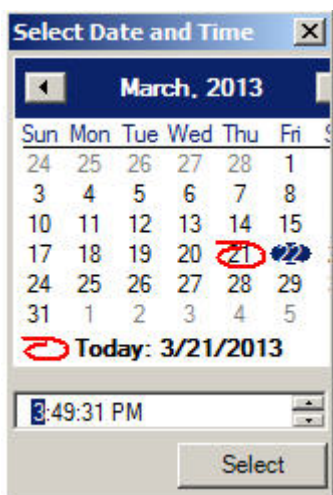 Select Date and Time
March, 2013
Sun Mon Tue Wed Thu Fri
24 25 26 27 28 1
3 4 5 6 7 8
10 11 12 13 14 15
17 18 19 20 21 22
24 25 26 27 28 29
31 1 2 3 4 5
Today: 3/21/2013
3:49:31 PM
Select